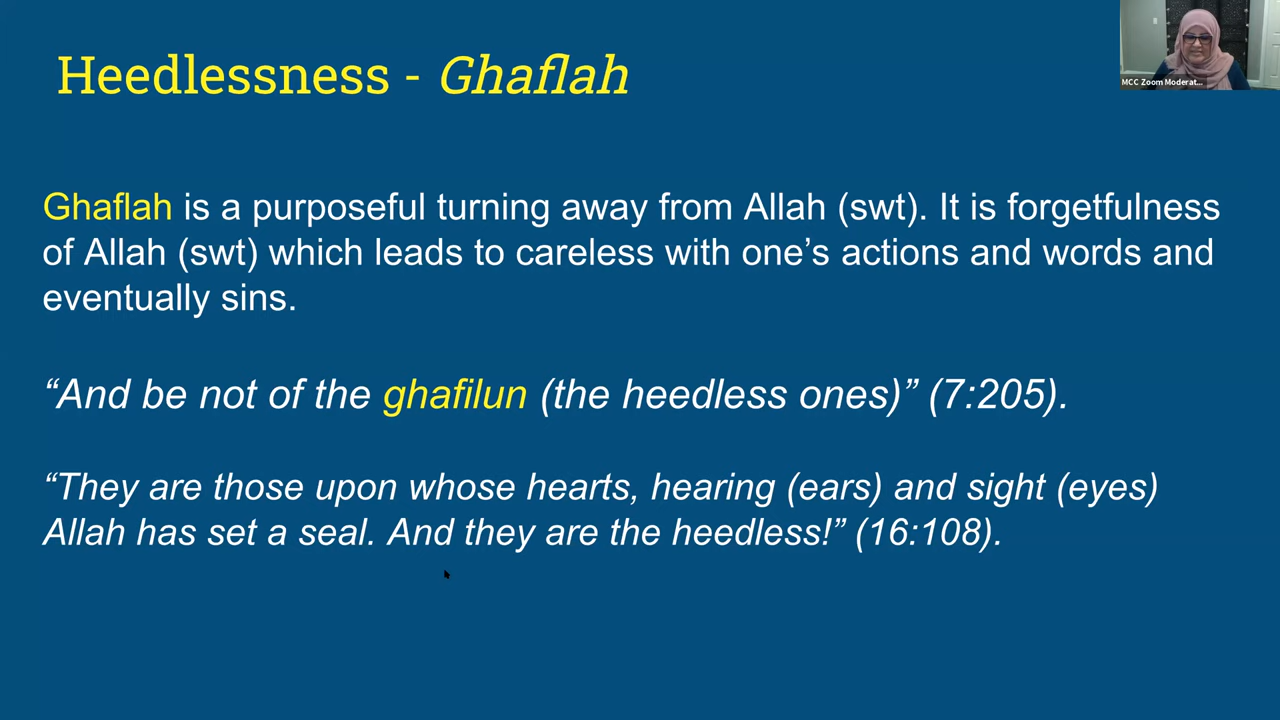 Heedlessness - Ghaflah
MCC Zoom Moderat...
Ghaflah is a purposeful turning away from Allah (swt). It is forgetfulness
of Allah (swt) which leads to careless with one’s actions and words and
eventually sins.
“And be not of the ghafilun (the heedless ones)” (7:205).
“They are those upon whose hearts, hearing (ears) and sight (eyes)
Allah has set a seal. And they are the heedless!” (16:108).